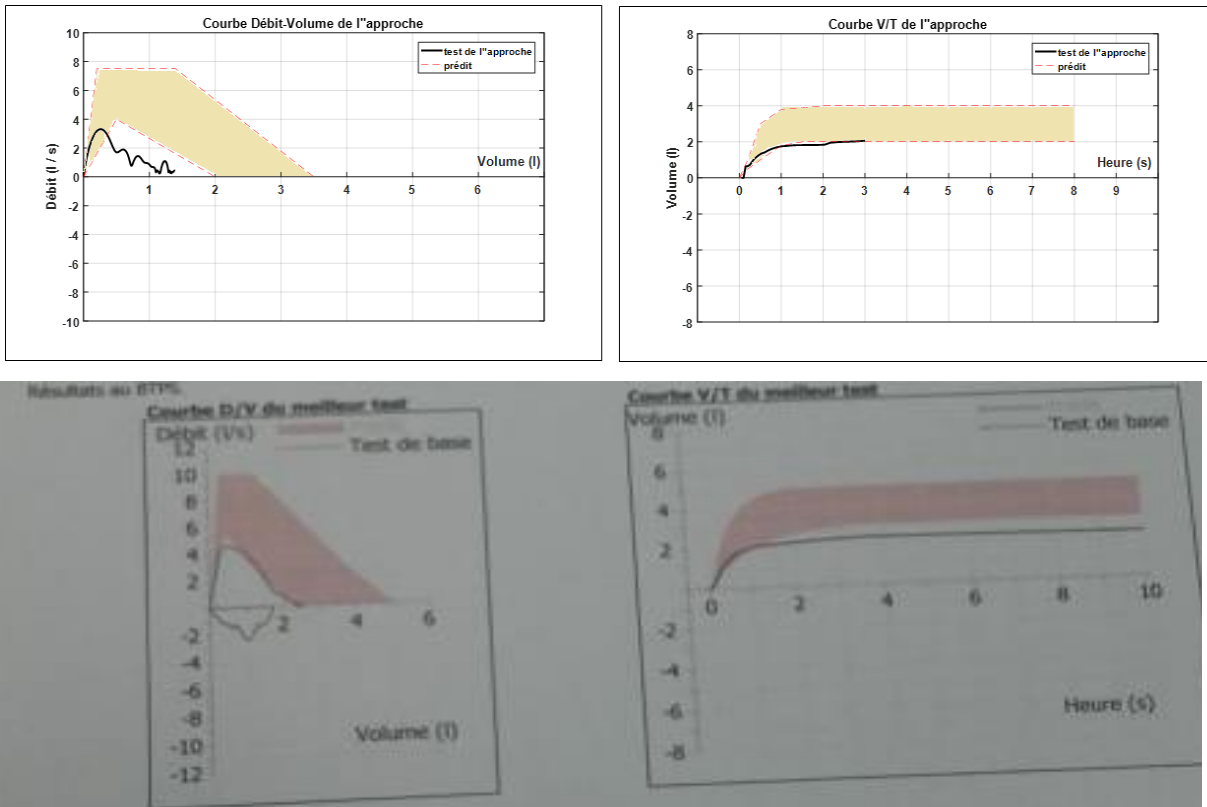 Courbe Débit-Volume de l"approche
test de l"approche
prédit
10
8
6
4
2
0
-2
-4
-6
-8
-10
Débit (l / s)
Volume (l)
1 2 3 4 5 6
Courbe V/T de l"approche
test de l"approche
prédit
8
6
4
2
0
-2
-4
-6
-8
Volume (l)
Heure (s)
0 1 2 3 4 5 6 7 8 9
Résultats au BTPS.
Courbe D/V du meilleur test
Débit (l/s)
Test de base
12
10
8
6
4
2
-2
-4
-6
-8
-10
-12
2 4 6
Volume (l)
Courbe V/T du meilleur test
Volume (l)
Test de base
8
6
4
2
-2
-4
-6
-8
0 2 4 6 8 10
Heure (s)